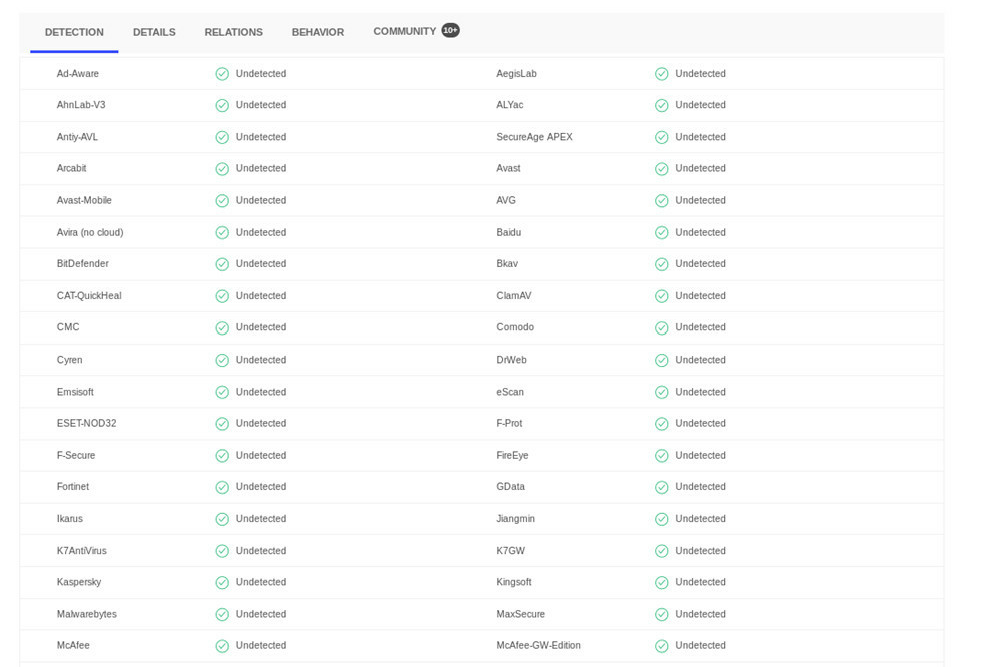 DETECTION DETAILS RELATIONS BEHAVIOR COMMUNITY 10+
Ad-Aware Undetected AegisLab Undetected
AhnLab-V3 Undetected ALYac Undetected
Antiy-AVL Undetected SecureAge APEX Undetected
Arcabit Undetected Avast Undetected
Avast-Mobile Undetected AVG Undetected
Avira (no cloud) Undetected Baidu Undetected
BitDefender Undetected Bkav Undetected
CAT-QuickHeal Undetected ClamAV Undetected
CMC Undetected Comodo Undetected
Cyren Undetected DrWeb Undetected
Emsisoft Undetected eScan Undetected
ESET-NOD32 Undetected F-Prot Undetected
F-Secure Undetected FireEye Undetected
Fortinet Undetected GData Undetected
Ikarus Undetected Jiangmin Undetected
K7AntiVirus Undetected K7GW Undetected
Kaspersky Undetected Kingsoft Undetected
Malwarebytes Undetected MaxSecure Undetected
McAfee Undetected McAfee-GW-Edition Undetected